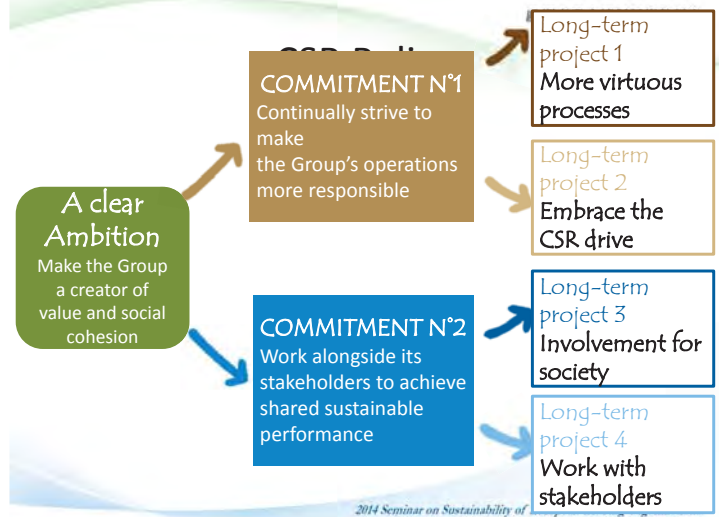 A clear
Ambition
Make the Group
a creator of
value and social
cohesion
COMMITMENT N°1
Continually strive to
make
the Group's operations
more responsible
Long-term
project 1
More virtuous
processes
Long-term
project 2
Embrace the
CSR drive
COMMITMENT N°2
Work alongside its
stakeholders to achieve
shared sustainable
performance
Long-term
project 3
Involvement for
society
Long-term
project 4
Work with
stakeholders
2014 Seminar on Sustainability of